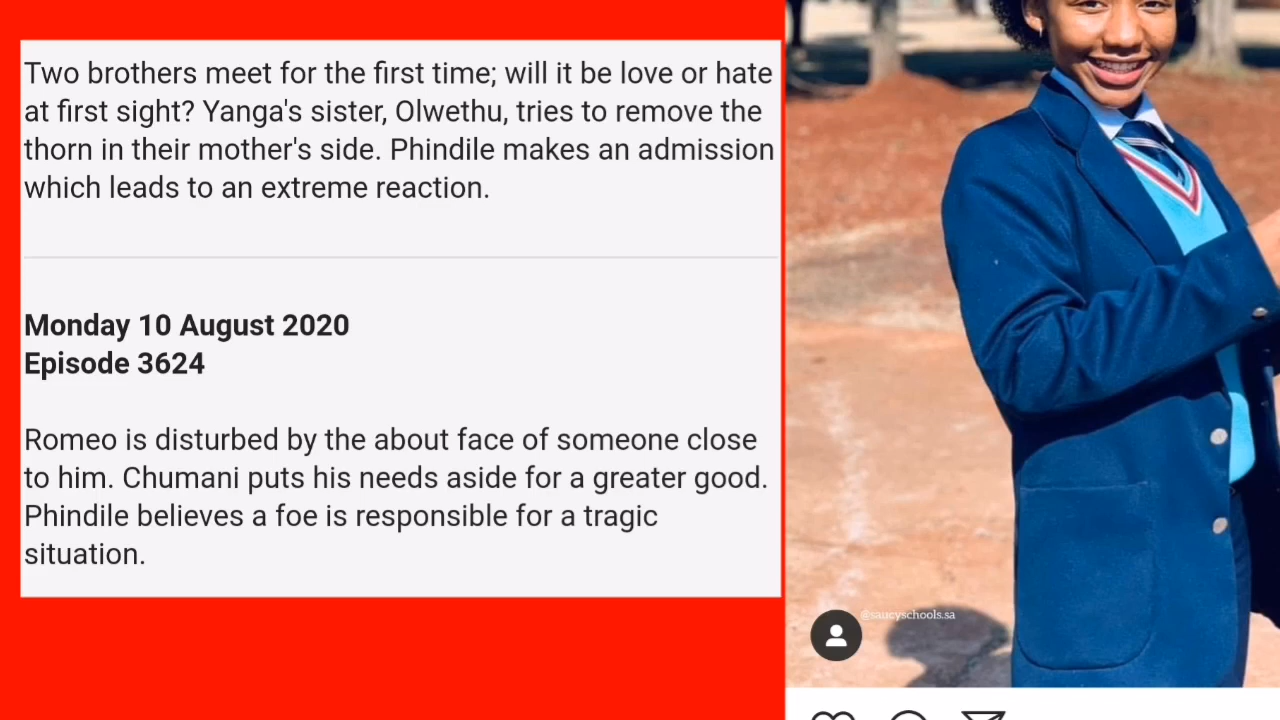 Two brothers meet for the first time; will it be love or hate
at first sight? Yanga's sister, Olwethu, tries to remove the
thorn in their mother's side. Phindile makes an admission
which leads to an extreme reaction.
Monday 10 August 2020
Episode 3624
Romeo is disturbed by the about face of someone close
to him. Chumani puts his needs aside for a greater good.
Phindile believes a foe is responsible for a tragic
situation.
@saucyschools.sa